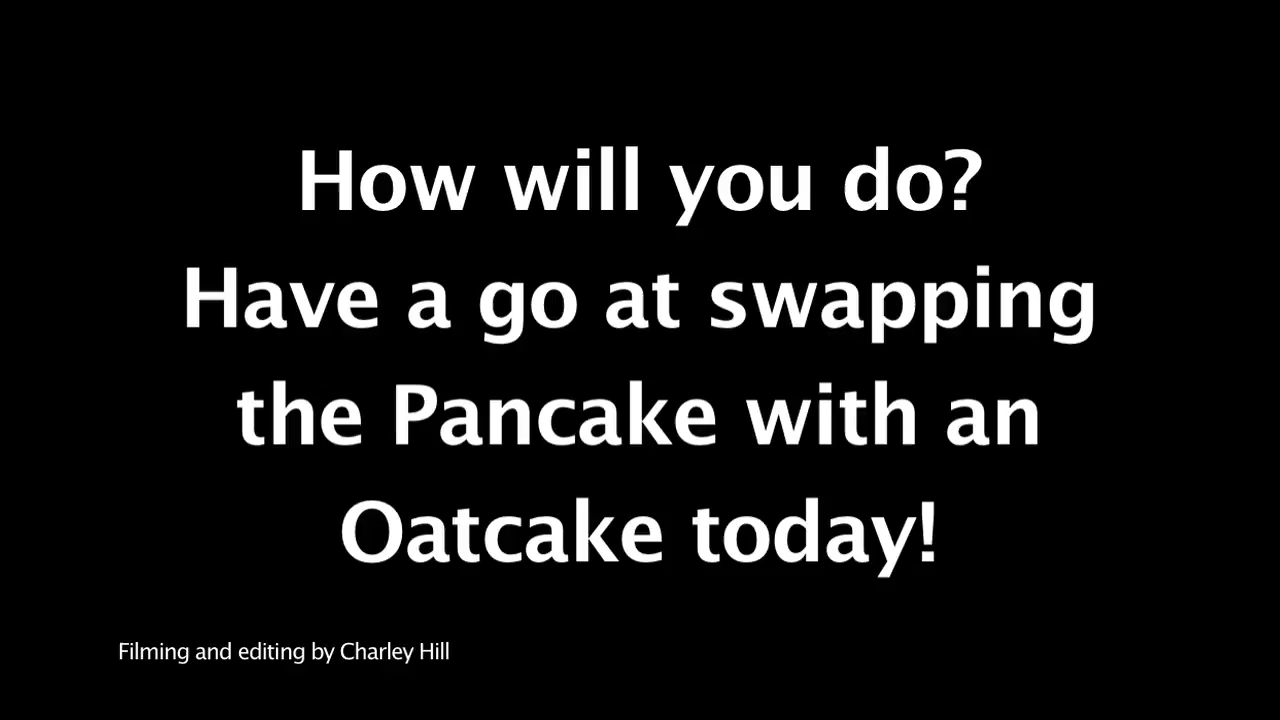 How will you do?
Have a go at swapping
the Pancake with an
Oatcake today!
Filming and editing by Charley Hill